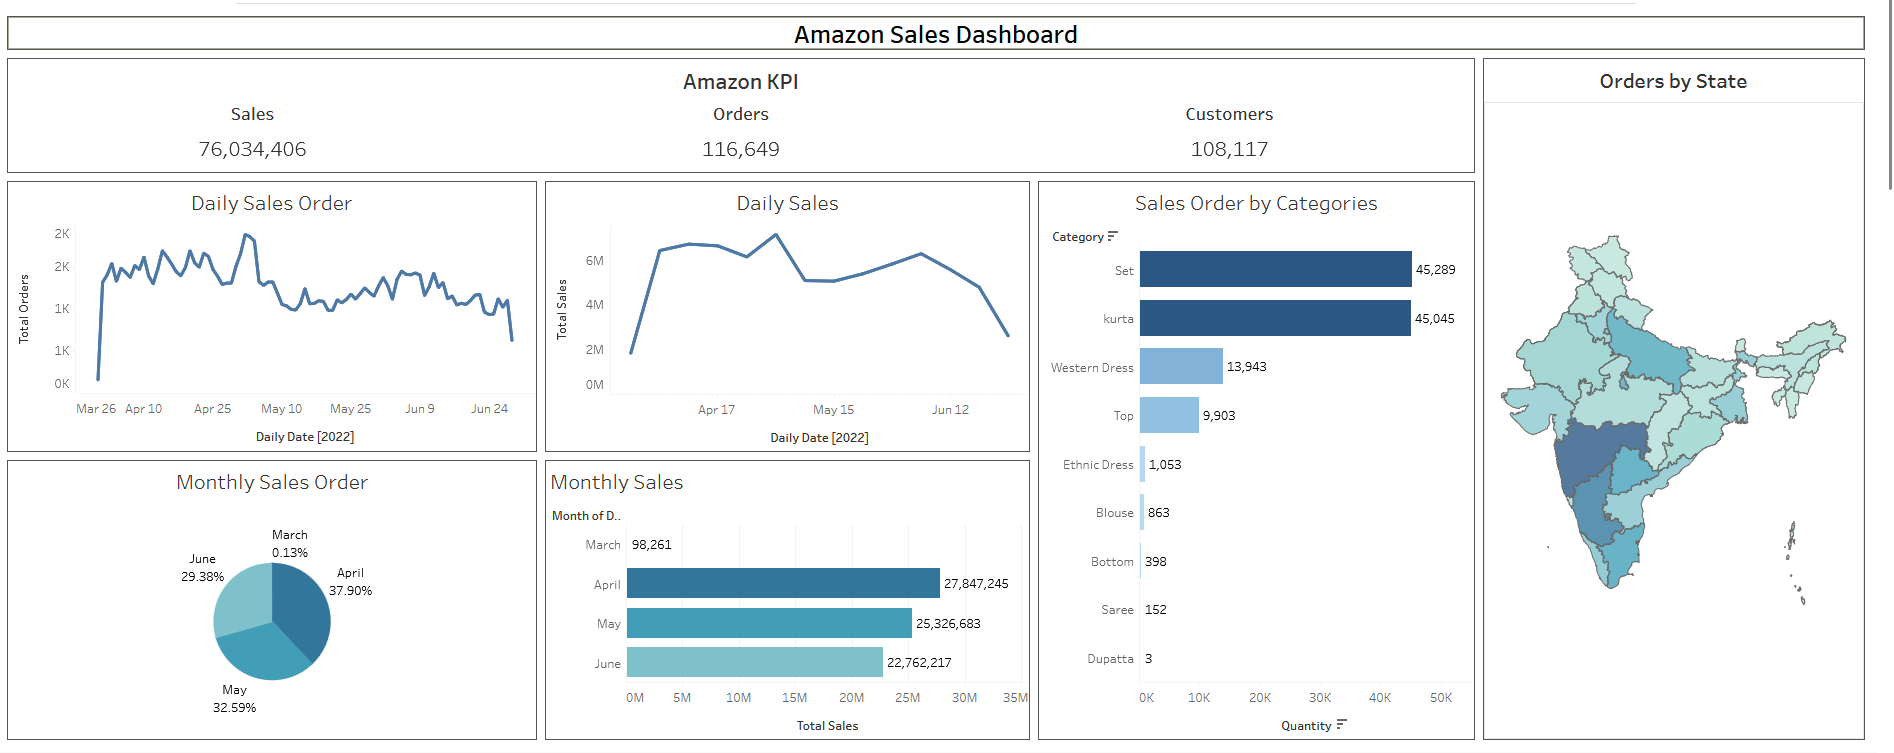 Amazon Sales Dashboard
Amazon KPI
Sales
Orders
Customers
76,034,406
116,649
108,117
Orders by State
Daily Sales Order
Total Orders
2K
2K
1K
1K
0K
Mar 26 Apr 10 Apr 25 May 10 May 25 Jun 9 Jun 24
Daily Date [2022]
Daily Sales
Total Sales
6M
4M
2M
0M
Apr 17 May 15 Jun 12
Daily Date [2022]
Sales Order by Categories
Category
Set 45,289
kurta 45,045
Western Dress 13,943
Top 9,903
Ethnic Dress 1,053
Blouse 863
Bottom 398
Saree 152
Dupatta 3
0K 10K 20K 30K 40K 50K
Quantity
Monthly Sales Order
March
0.13%
June
29.38%
April
37.90%
May
32.59%
Monthly Sales
Month of D..
March 98,261
April 27,847,245
May 25,326,683
June 22,762,217
0M 5M 10M 15M 20M 25M 30M 35M
Total Sales